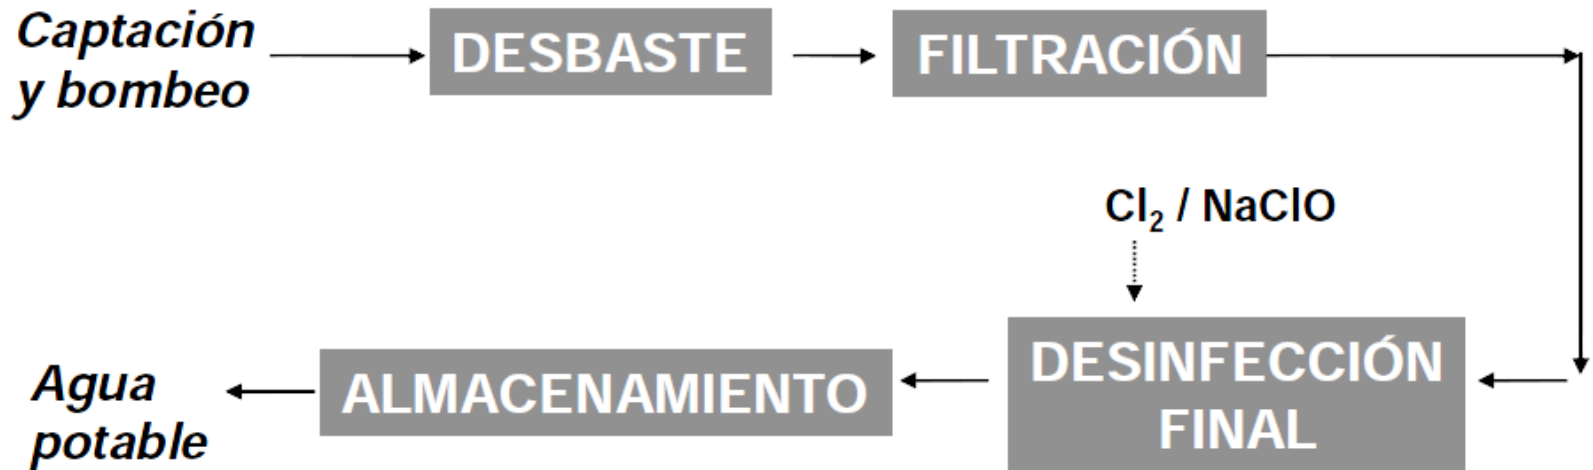 Captación
y bombeo
DESBASTE
FILTRACIÓN
Cl₂ / NaClO
DESINFECCIÓN
FINAL
ALMACENAMIENTO
Agua
potable